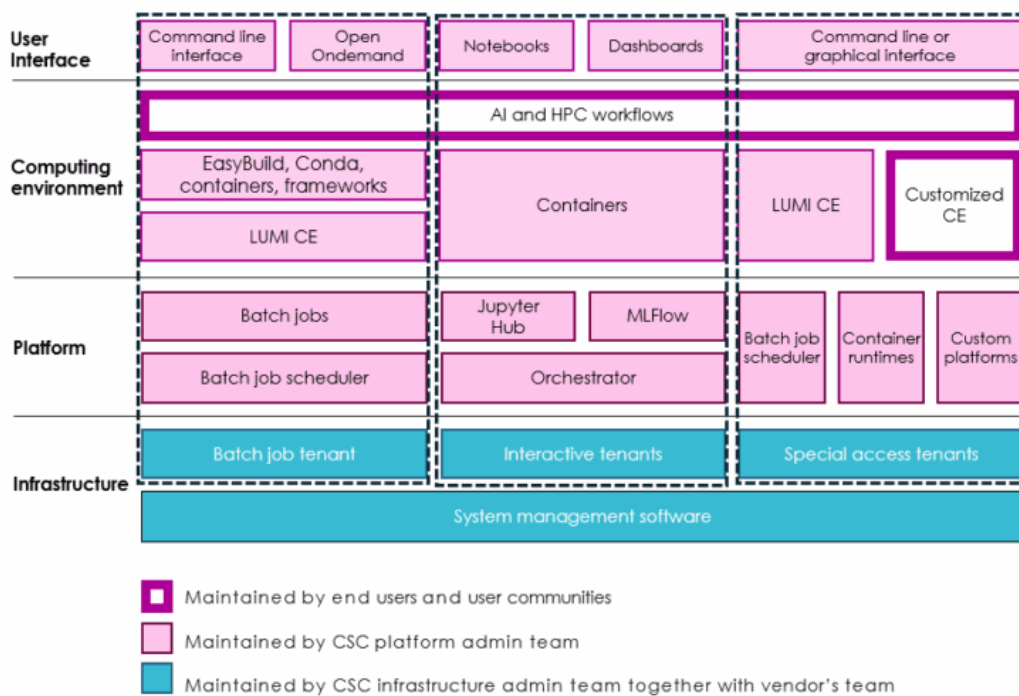 User
Interface
Command line
interface
Open
Ondemand
Notebooks
Dashboards
Command line or
graphical interface
AI and HPC workflows
Computing
environment
EasyBuild, Conda,
containers, frameworks
LUMI CE
Containers
LUMI CE
Customized
CE
Platform
Batch jobs
Batch job scheduler
Jupyter
Hub
MLFlow
Orchestrator
Batch job
scheduler
Container
runtimes
Custom
platforms
Infrastructure
Batch job tenant
Interactive tenants
Special access tenants
System management software
Maintained by end users and user communities
Maintained by CSC platform admin team
Maintained by CSC infrastructure admin team together with vendor's team